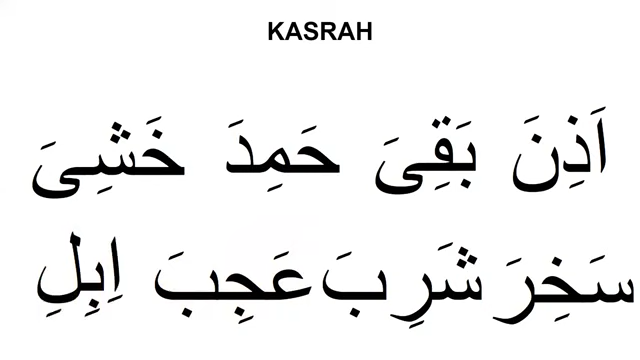 KASRAH
اَذِنَ بَقِىَ حَمِدَ خَشِىَ
سَخِرَ شَرِبَ عَجِبَ اِبِلِ